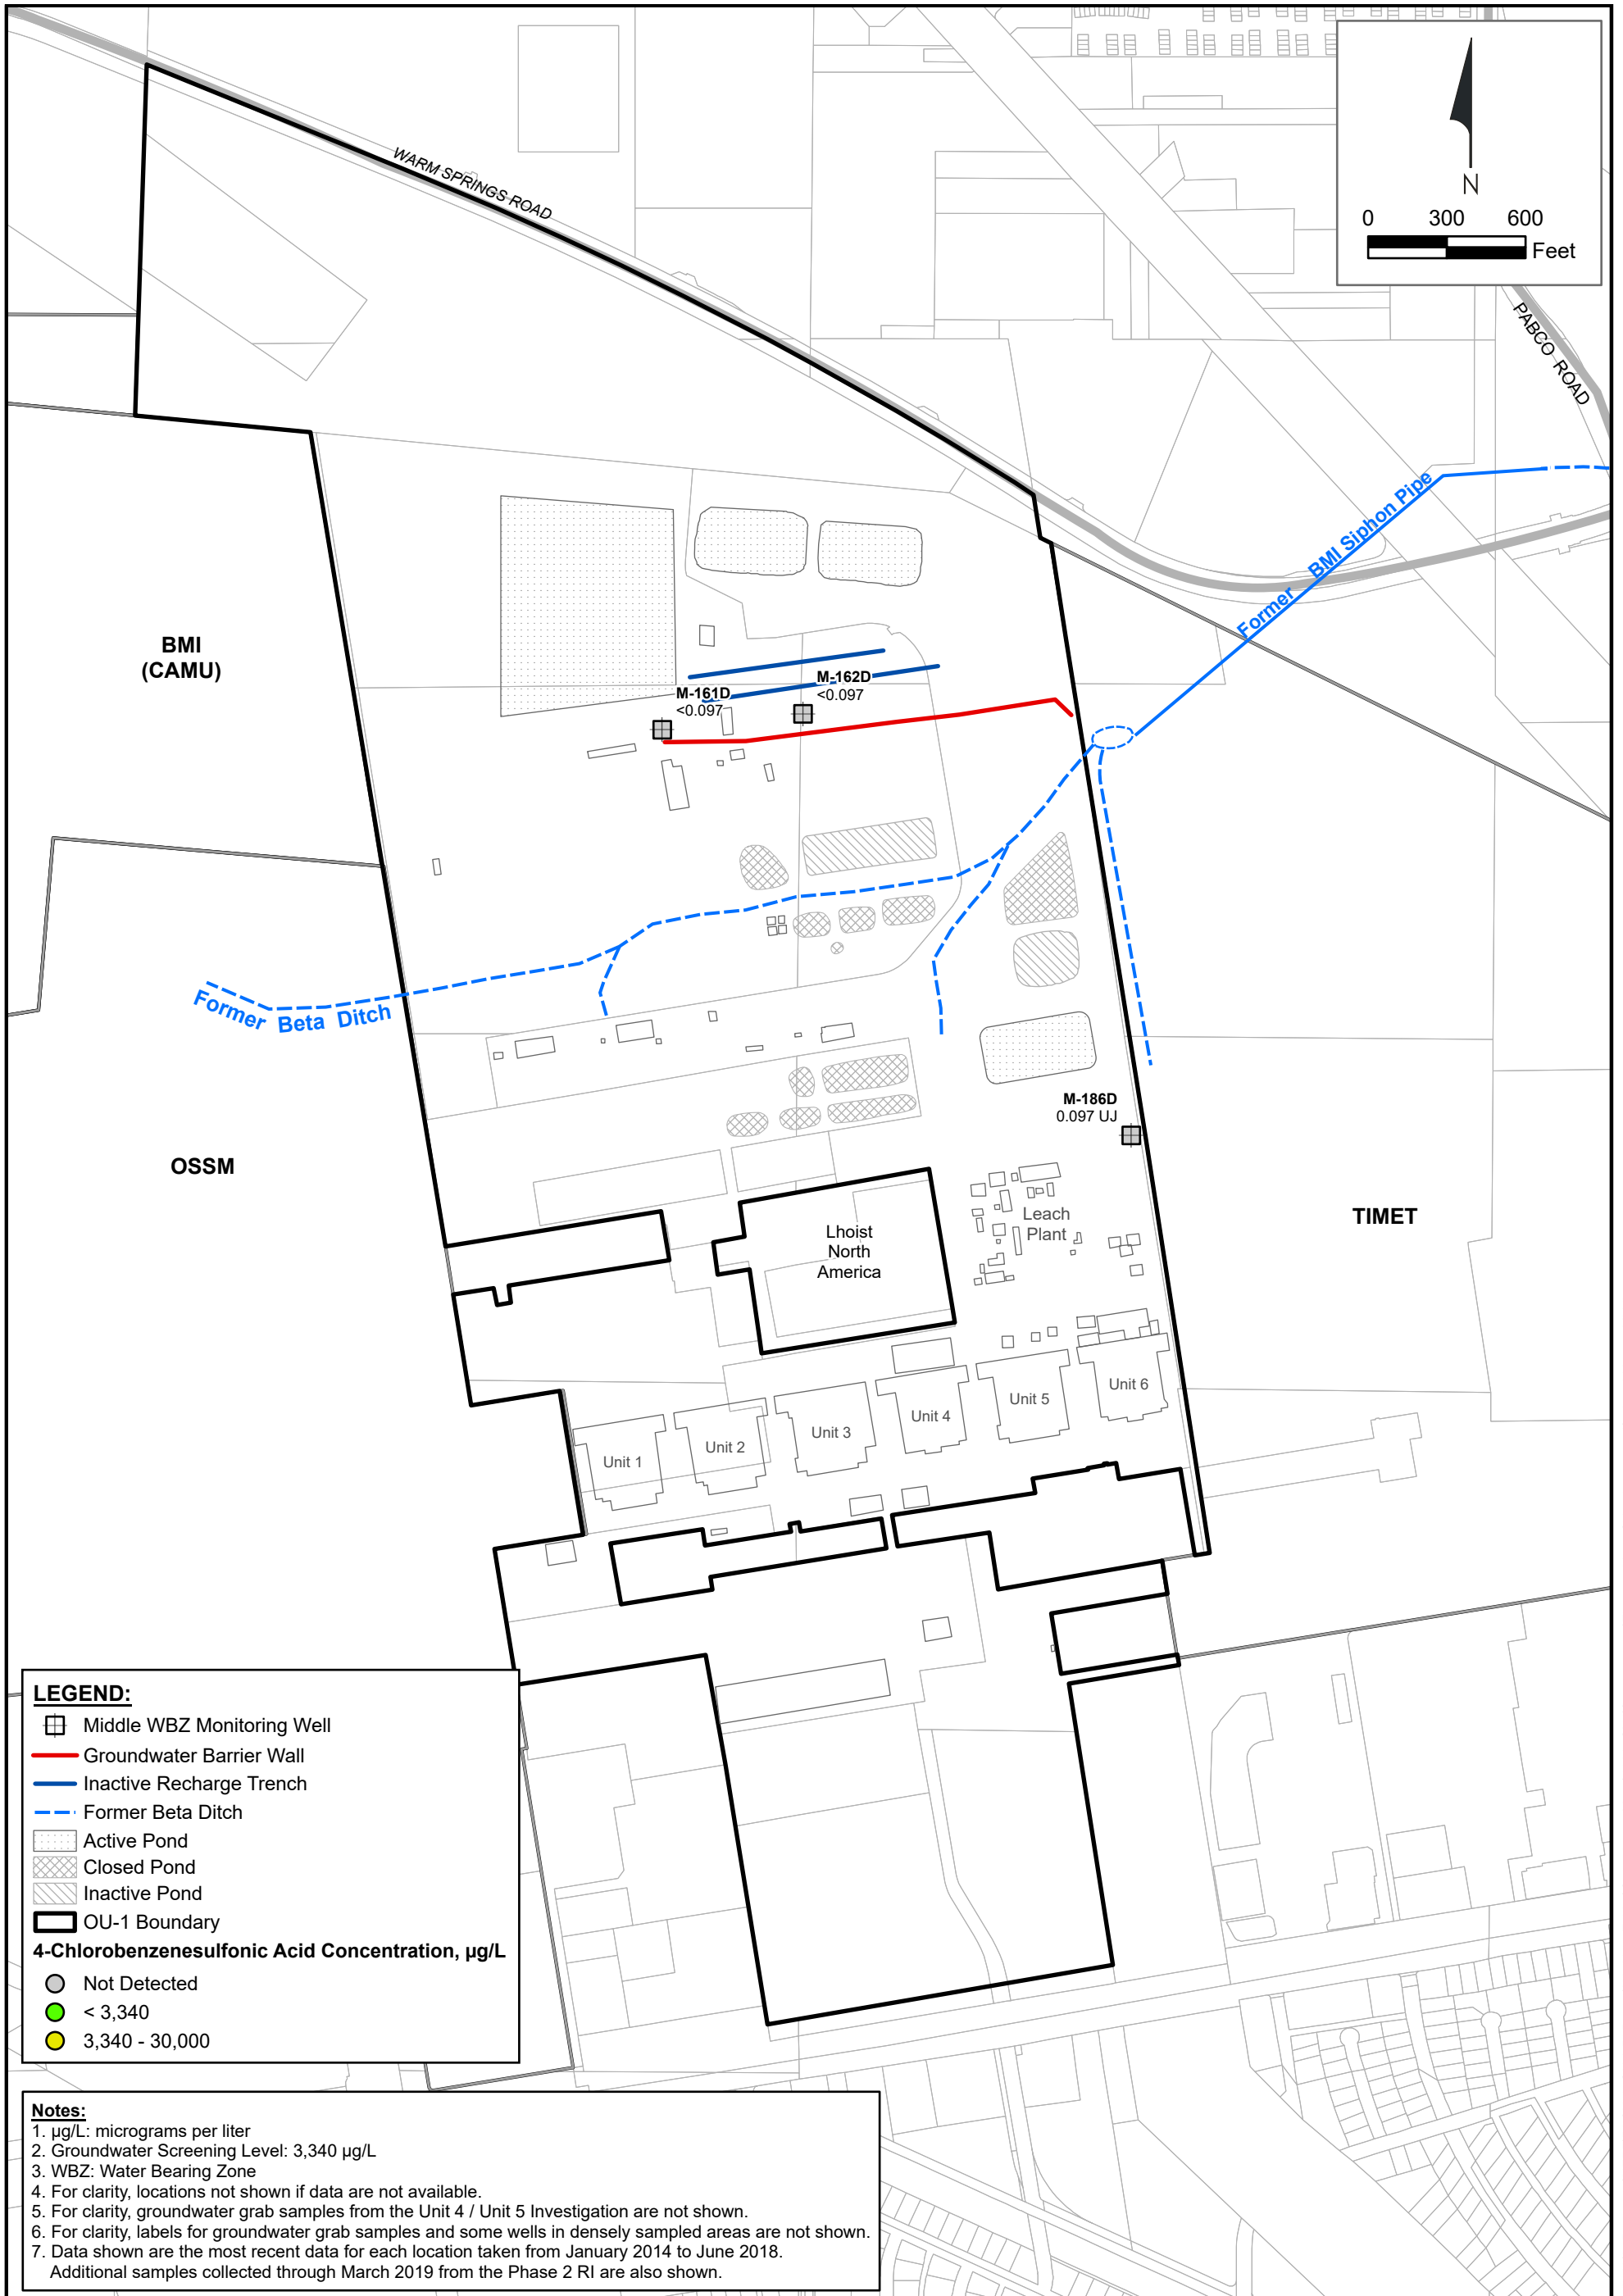 WARM SPRINGS ROAD
N
0 300 600
Feet
PABCO ROAD
Former BMI Siphon Pipe
BMI
(CAMU)
M-161D
<0.097
M-162D
<0.097
Former Beta Ditch
M-186D
0.097 UJ
OSSM
TIMET
Leach
Plant
Lhoist
North
America
Unit 1
Unit 2
Unit 3
Unit 4
Unit 5
Unit 6
LEGEND:
Middle WBZ Monitoring Well
Groundwater Barrier Wall
Inactive Recharge Trench
Former Beta Ditch
Active Pond
Closed Pond
Inactive Pond
OU-1 Boundary
4-Chlorobenzenesulfonic Acid Concentration, µg/L
Not Detected
< 3,340
3,340 - 30,000
Notes:
1. µg/L: micrograms per liter
2. Groundwater Screening Level: 3,340 µg/L
3. WBZ: Water Bearing Zone
4. For clarity, locations not shown if data are not available.
5. For clarity, groundwater grab samples from the Unit 4 / Unit 5 Investigation are not shown.
6. For clarity, labels for groundwater grab samples and some wells in densely sampled areas are not shown.
7. Data shown are the most recent data for each location taken from January 2014 to June 2018.
Additional samples collected through March 2019 from the Phase 2 RI are also shown.